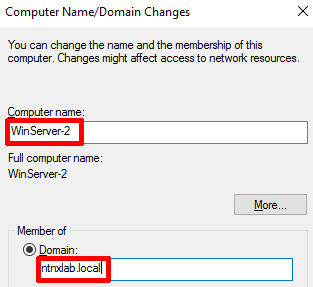 Computer Name/Domain Changes
You can change the name and the membership of this
computer. Changes might affect access to network resources.
Computer name:
WinServer-2
Full computer name:
WinServer-2
More...
Member of
Domain:
ntnxlab.local